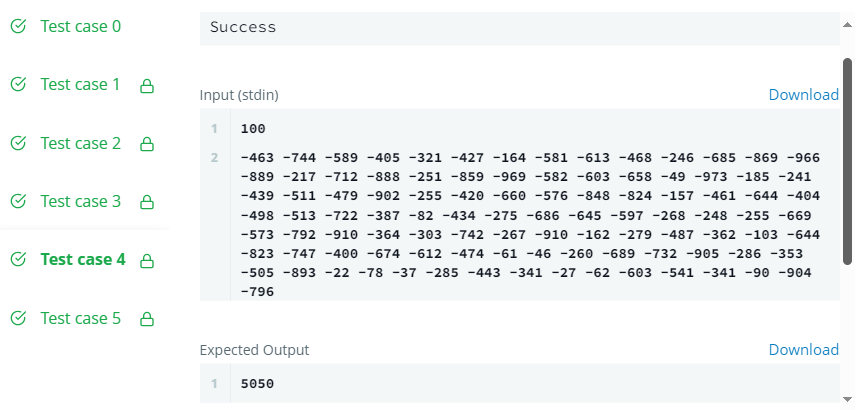 Test case 0
Test case 1
Test case 2
Test case 3
Test case 4
Test case 5
Success
Input (stdin)
Download
1 100
2 -463 -744 -589 -405 -321 -427 -164 -581 -613 -468 -246 -685 -869 -966
-889 -217 -712 -888 -251 -859 -969 -582 -603 -658 -49 -973 -185 -241
-439 -511 -479 -902 -255 -420 -660 -576 -848 -824 -157 -461 -644 -404
-498 -513 -722 -387 -82 -434 -275 -686 -645 -597 -268 -248 -255 -669
-573 -792 -910 -364 -303 -742 -267 -910 -162 -279 -487 -362 -103 -644
-823 -747 -400 -674 -612 -474 -61 -46 -260 -689 -732 -905 -286 -353
-505 -893 -22 -78 -37 -285 -443 -341 -27 -62 -603 -541 -341 -90 -904
-796
Expected Output
Download
1 5050